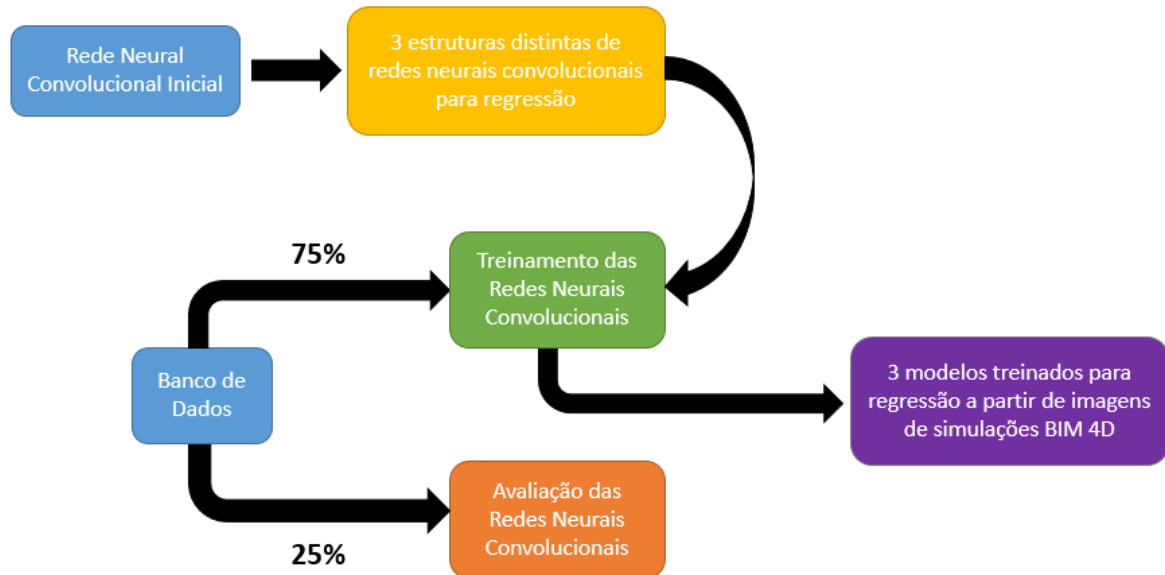 Rede Neural
Convolucional Inicial
3 estruturas distintas de
redes neurais convolucionais
para regressão
75%
Treinamento das
Redes Neurais
Convolucionais
Banco de
Dados
3 modelos treinados para
regressão a partir de imagens
de simulações BIM 4D
Avaliação das
Redes Neurais
Convolucionais
25%